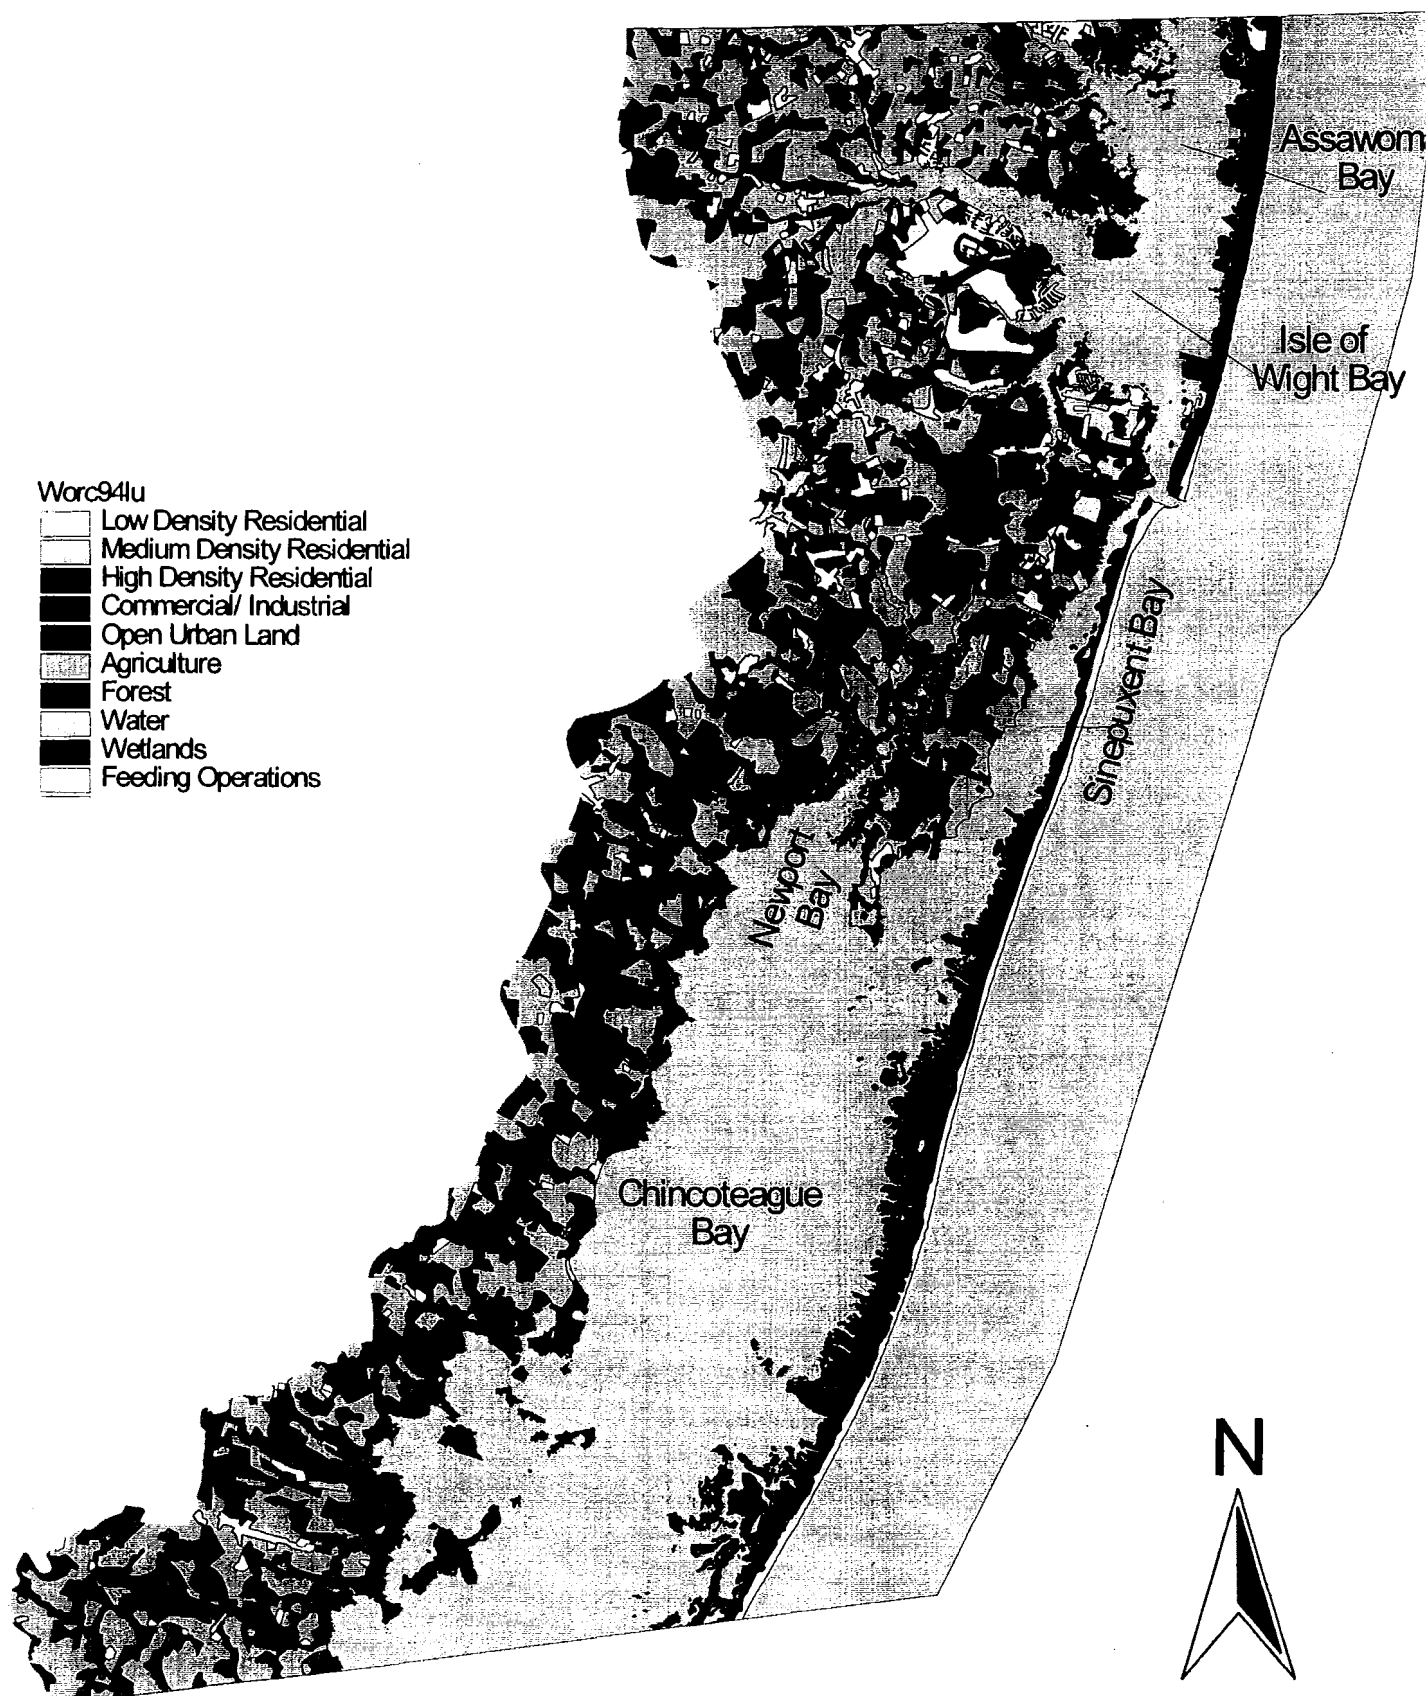 Assawom
Bay
Isle of
Wight Bay
Worc94lu
Low Density Residential
Medium Density Residential
High Density Residential
Commercial/ Industrial
Open Urban Land
Agriculture
Forest
Water
Wetlands
Feeding Operations
Sinepuxent Bay
Newport
Bay
Chincoteague
Bay
N